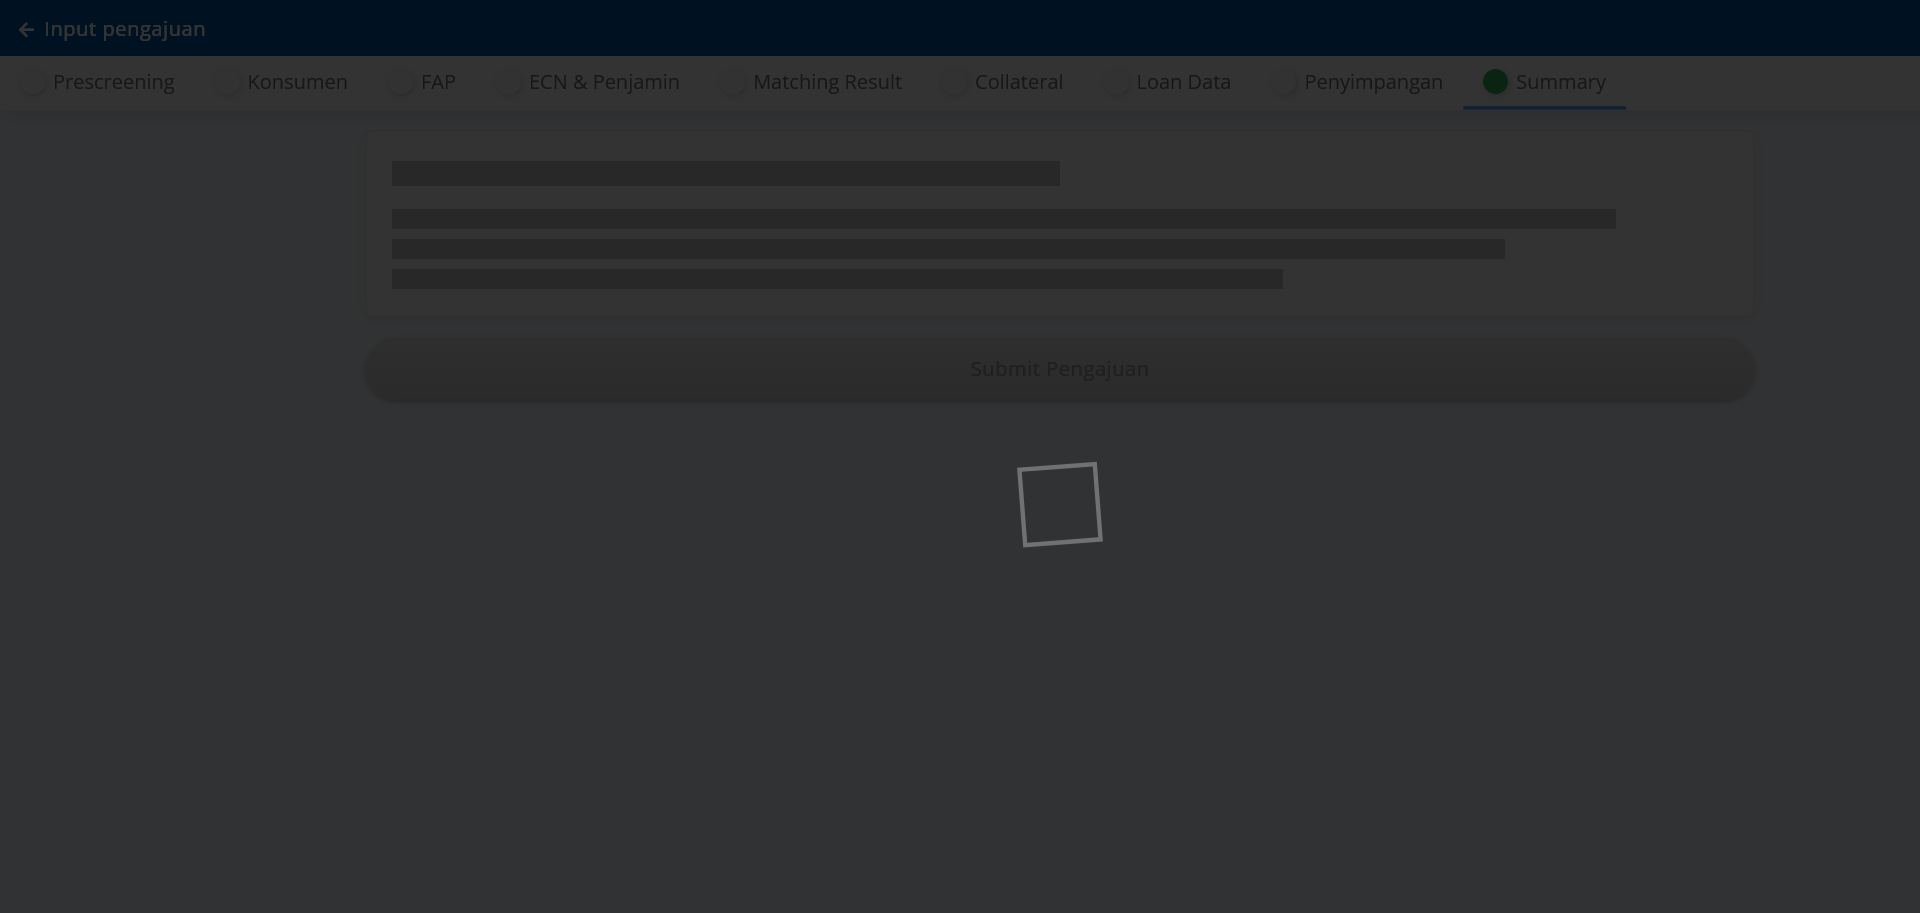 Input pengajuan
Prescreening Konsumen FAP ECN & Penjamin Matching Result Collateral Loan Data Penyimpangan Summary
Submit Pengajuan